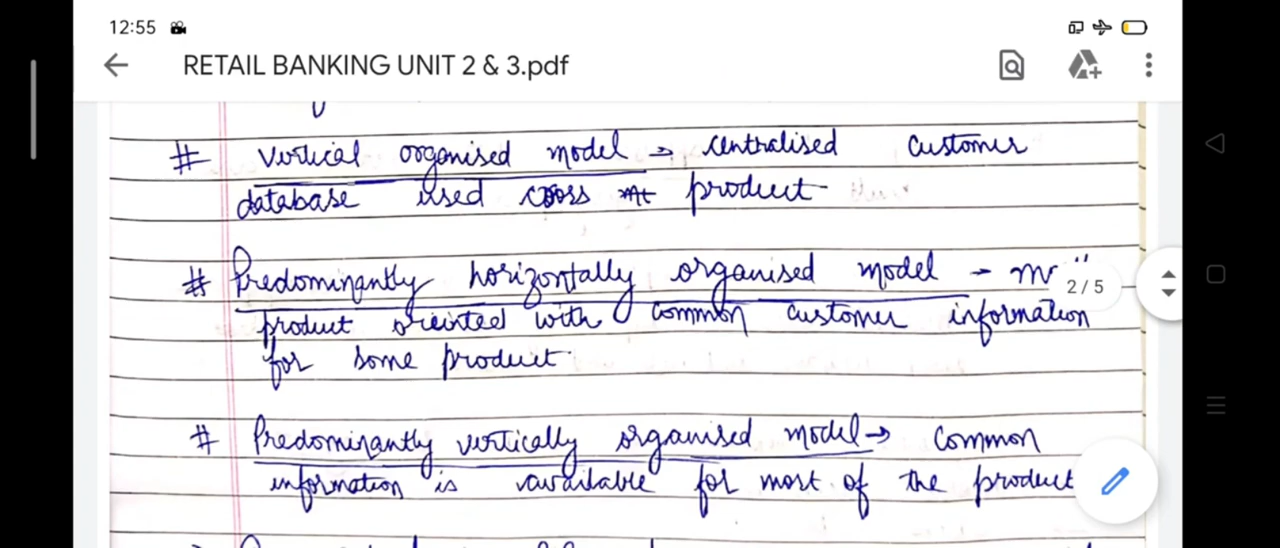 12:55
RETAIL BANKING UNIT 2 & 3.pdf
# vertical organised model → centralised customer
database used cross product
# Predominantly horizontally organised model -
2 / 5
product oreinted with common customer information
for some product.
# Predominantly vertically organised model → common
information is available for most of the product